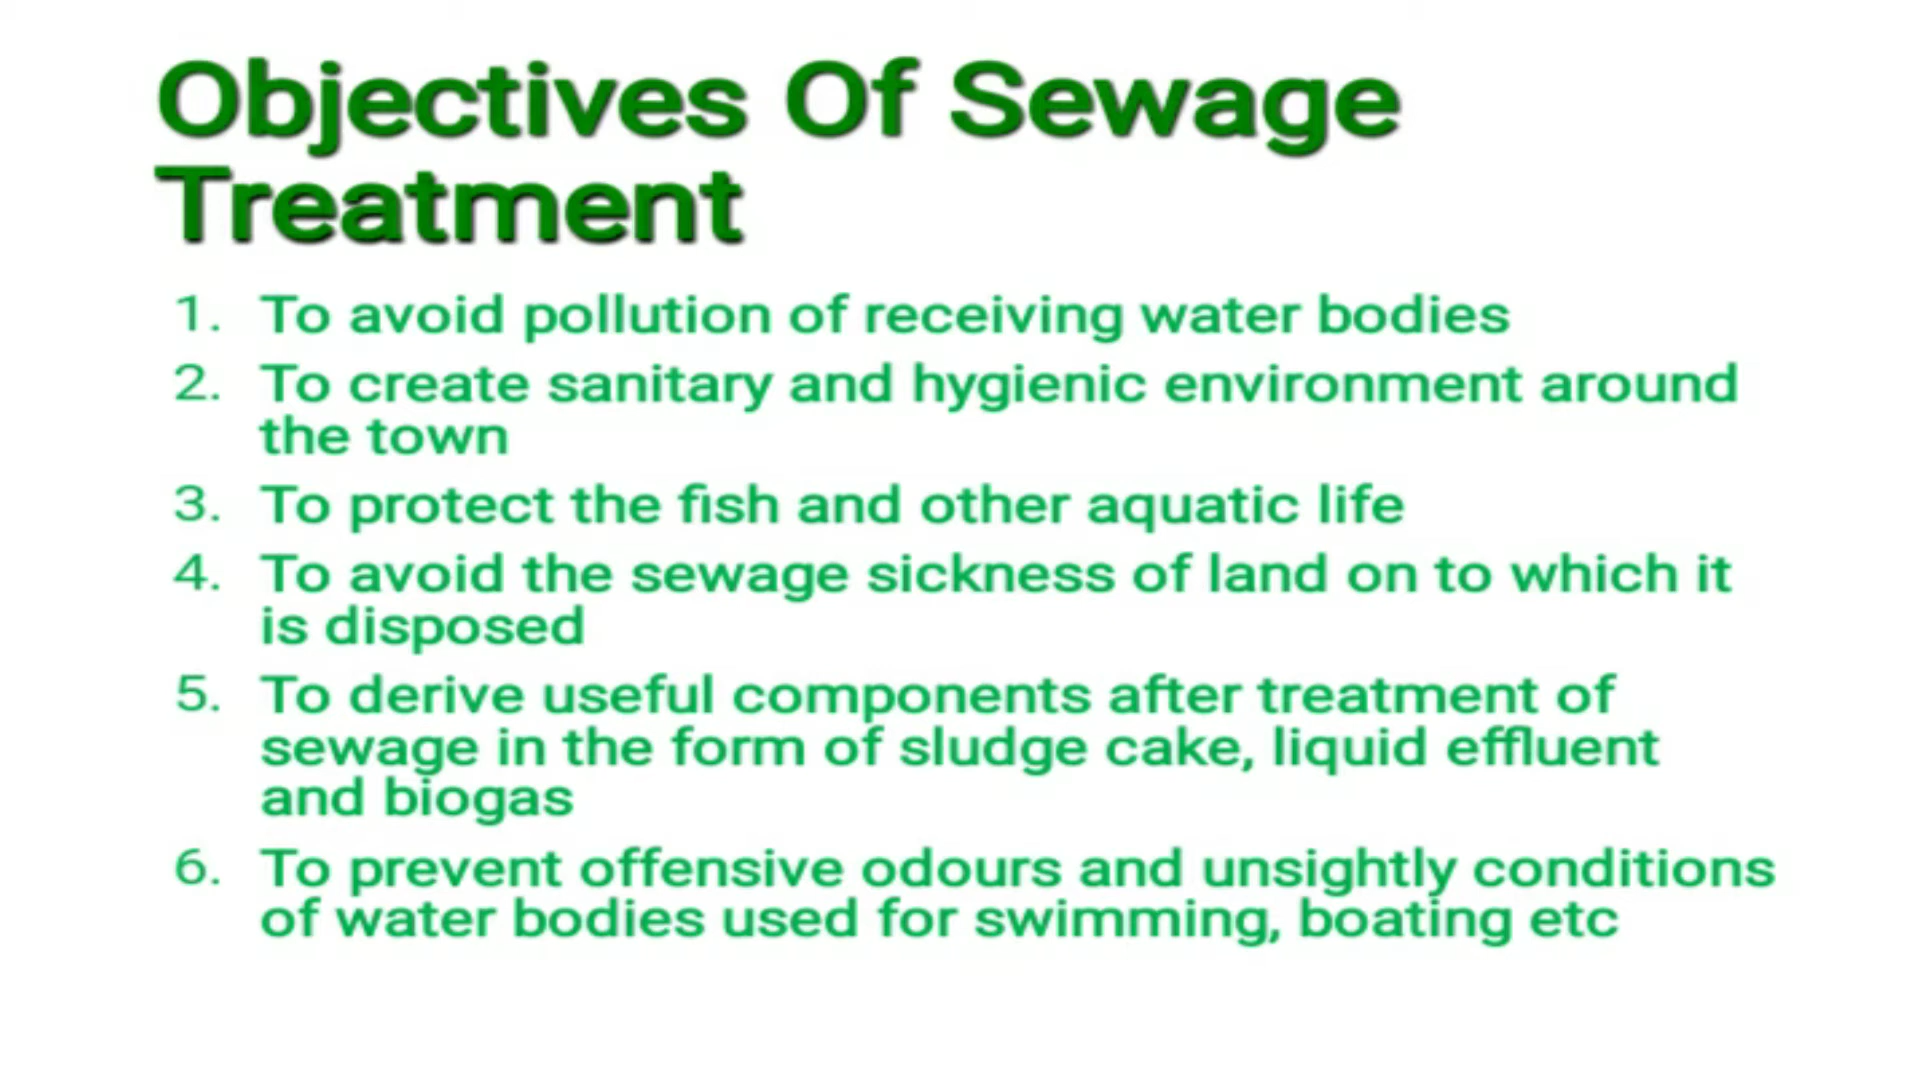 Objectives Of Sewage
Treatment
1. To avoid pollution of receiving water bodies
2. To create sanitary and hygienic environment around
the town
3. To protect the fish and other aquatic life
4. To avoid the sewage sickness of land on to which it
is disposed
5. To derive useful components after treatment of
sewage in the form of sludge cake, liquid effluent
and biogas
6. To prevent offensive odours and unsightly conditions
of water bodies used for swimming, boating etc